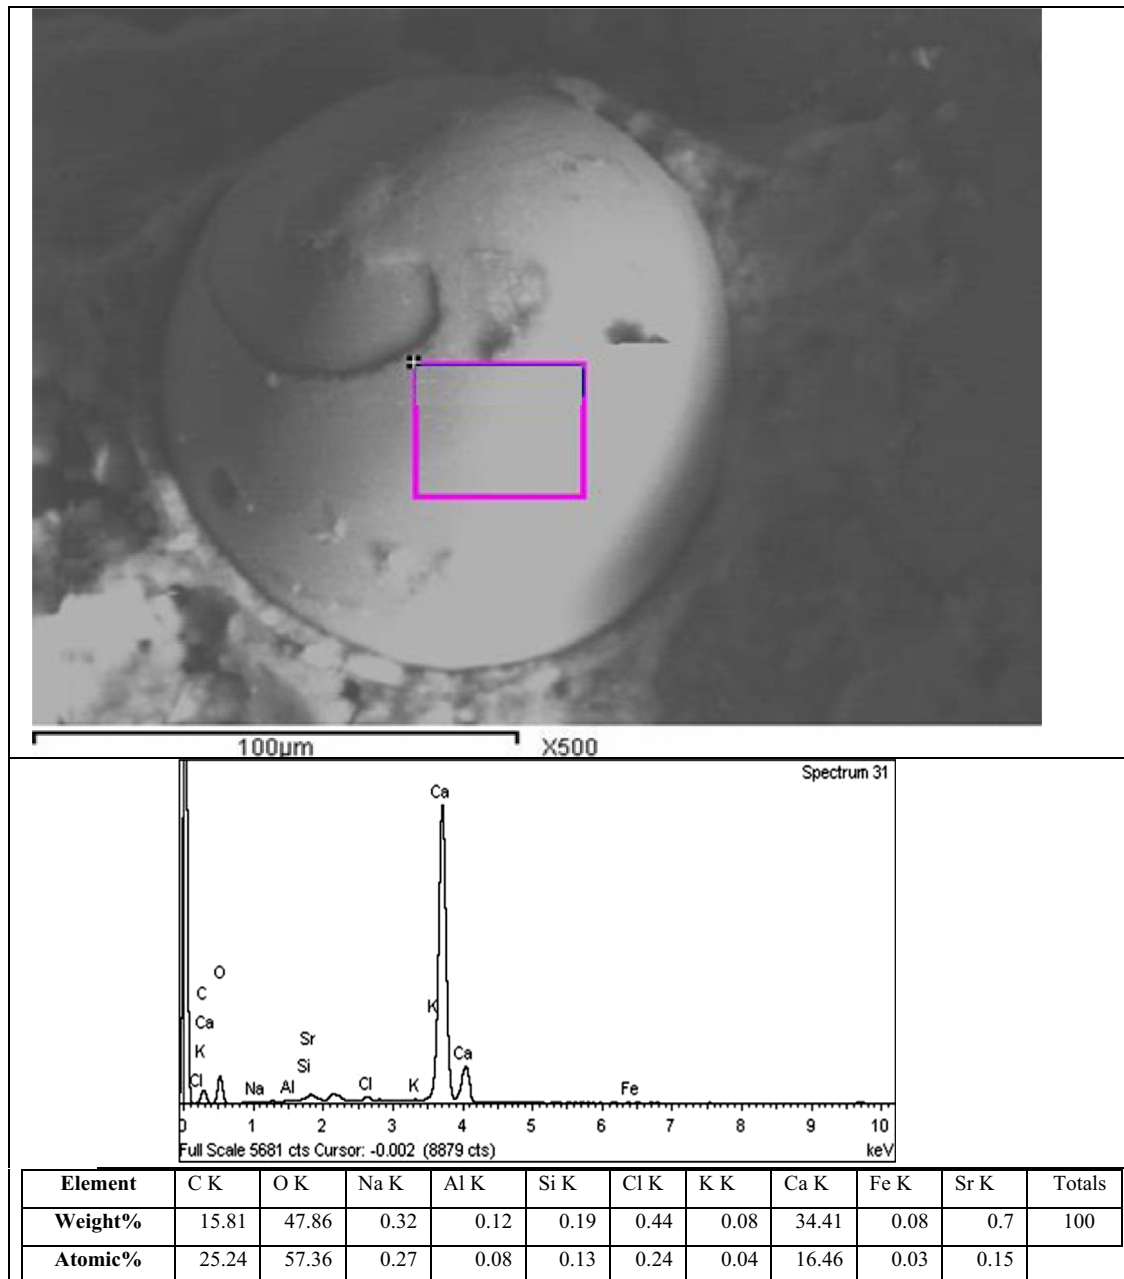 100µm X500
Spectrum 31
Ca
O
C
K
Ca
Sr
K
Si
Ca
Cl
Na Al Cl K Fe
0 1 2 3 4 5 6 7 8 9 10
Full Scale 5681 cts Cursor: -0.002 (8879 cts) keV
Element C K O K Na K Al K Si K Cl K K K Ca K Fe K Sr K Totals
Weight% 15.81 47.86 0.32 0.12 0.19 0.44 0.08 34.41 0.08 0.7 100
Atomic% 25.24 57.36 0.27 0.08 0.13 0.24 0.04 16.46 0.03 0.15